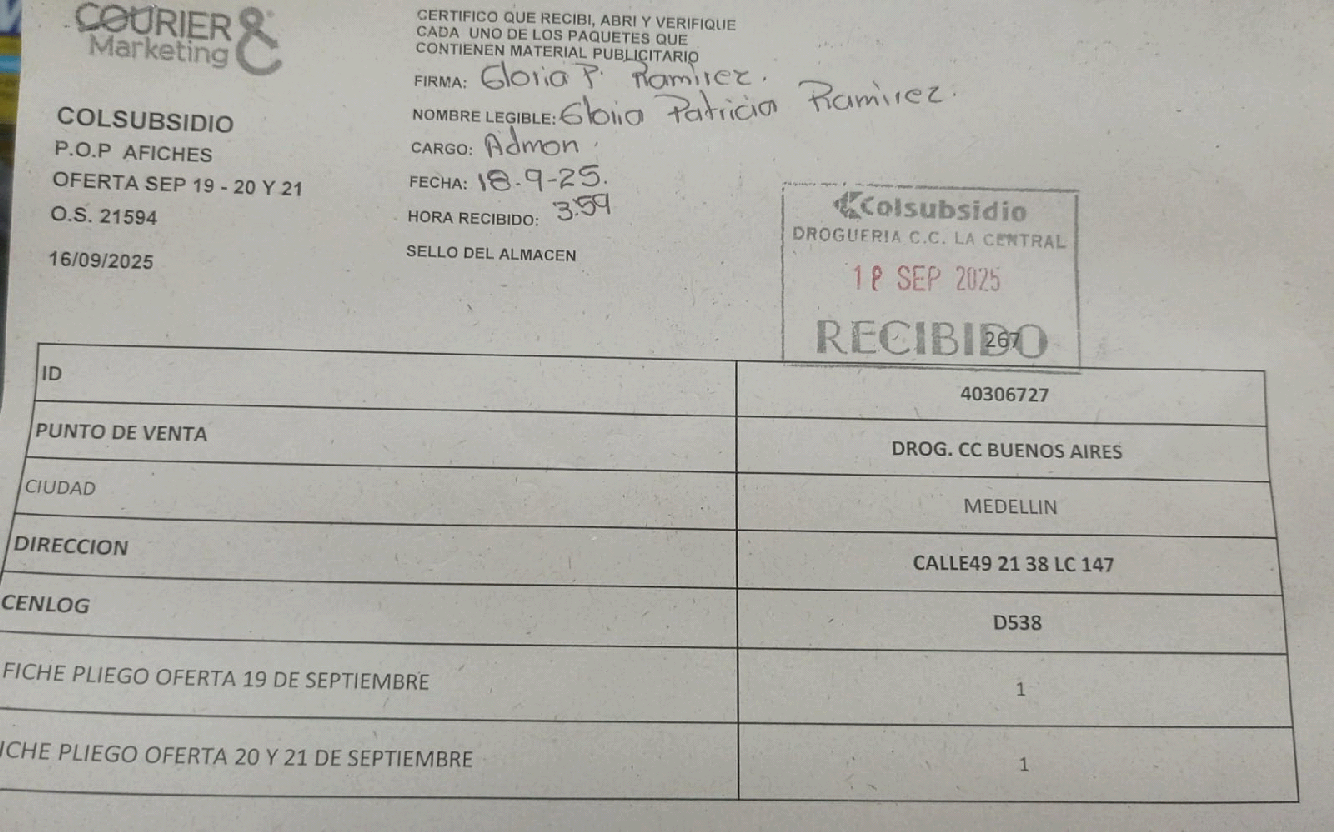 COURIER &
Marketing
COLSUBSIDIO
P.O.P AFICHES
OFERTA SEP 19 - 20 Y 21
O.S. 21594
16/09/2025
CERTIFICO QUE RECIBI, ABRI Y VERIFIQUE
CADA UNO DE LOS PAQUETES QUE
CONTIENEN MATERIAL PUBLICITARIO
FIRMA: Gloria P. Ramirez.
NOMBRE LEGIBLE: Gloria Patricia Ramirez.
CARGO: Admon
FECHA: 18-9-25.
HORA RECIBIDO: 3:59
SELLO DEL ALMACEN
Colsubsidio
DROGUERIA C.C. LA CENTRAL
18 SEP 2025
RECIBIDO
267
ID 40306727
PUNTO DE VENTA DROG. CC BUENOS AIRES
CIUDAD MEDELLIN
DIRECCION CALLE49 21 38 LC 147
CENLOG D538
FICHE PLIEGO OFERTA 19 DE SEPTIEMBRE 1
ICHE PLIEGO OFERTA 20 Y 21 DE SEPTIEMBRE 1